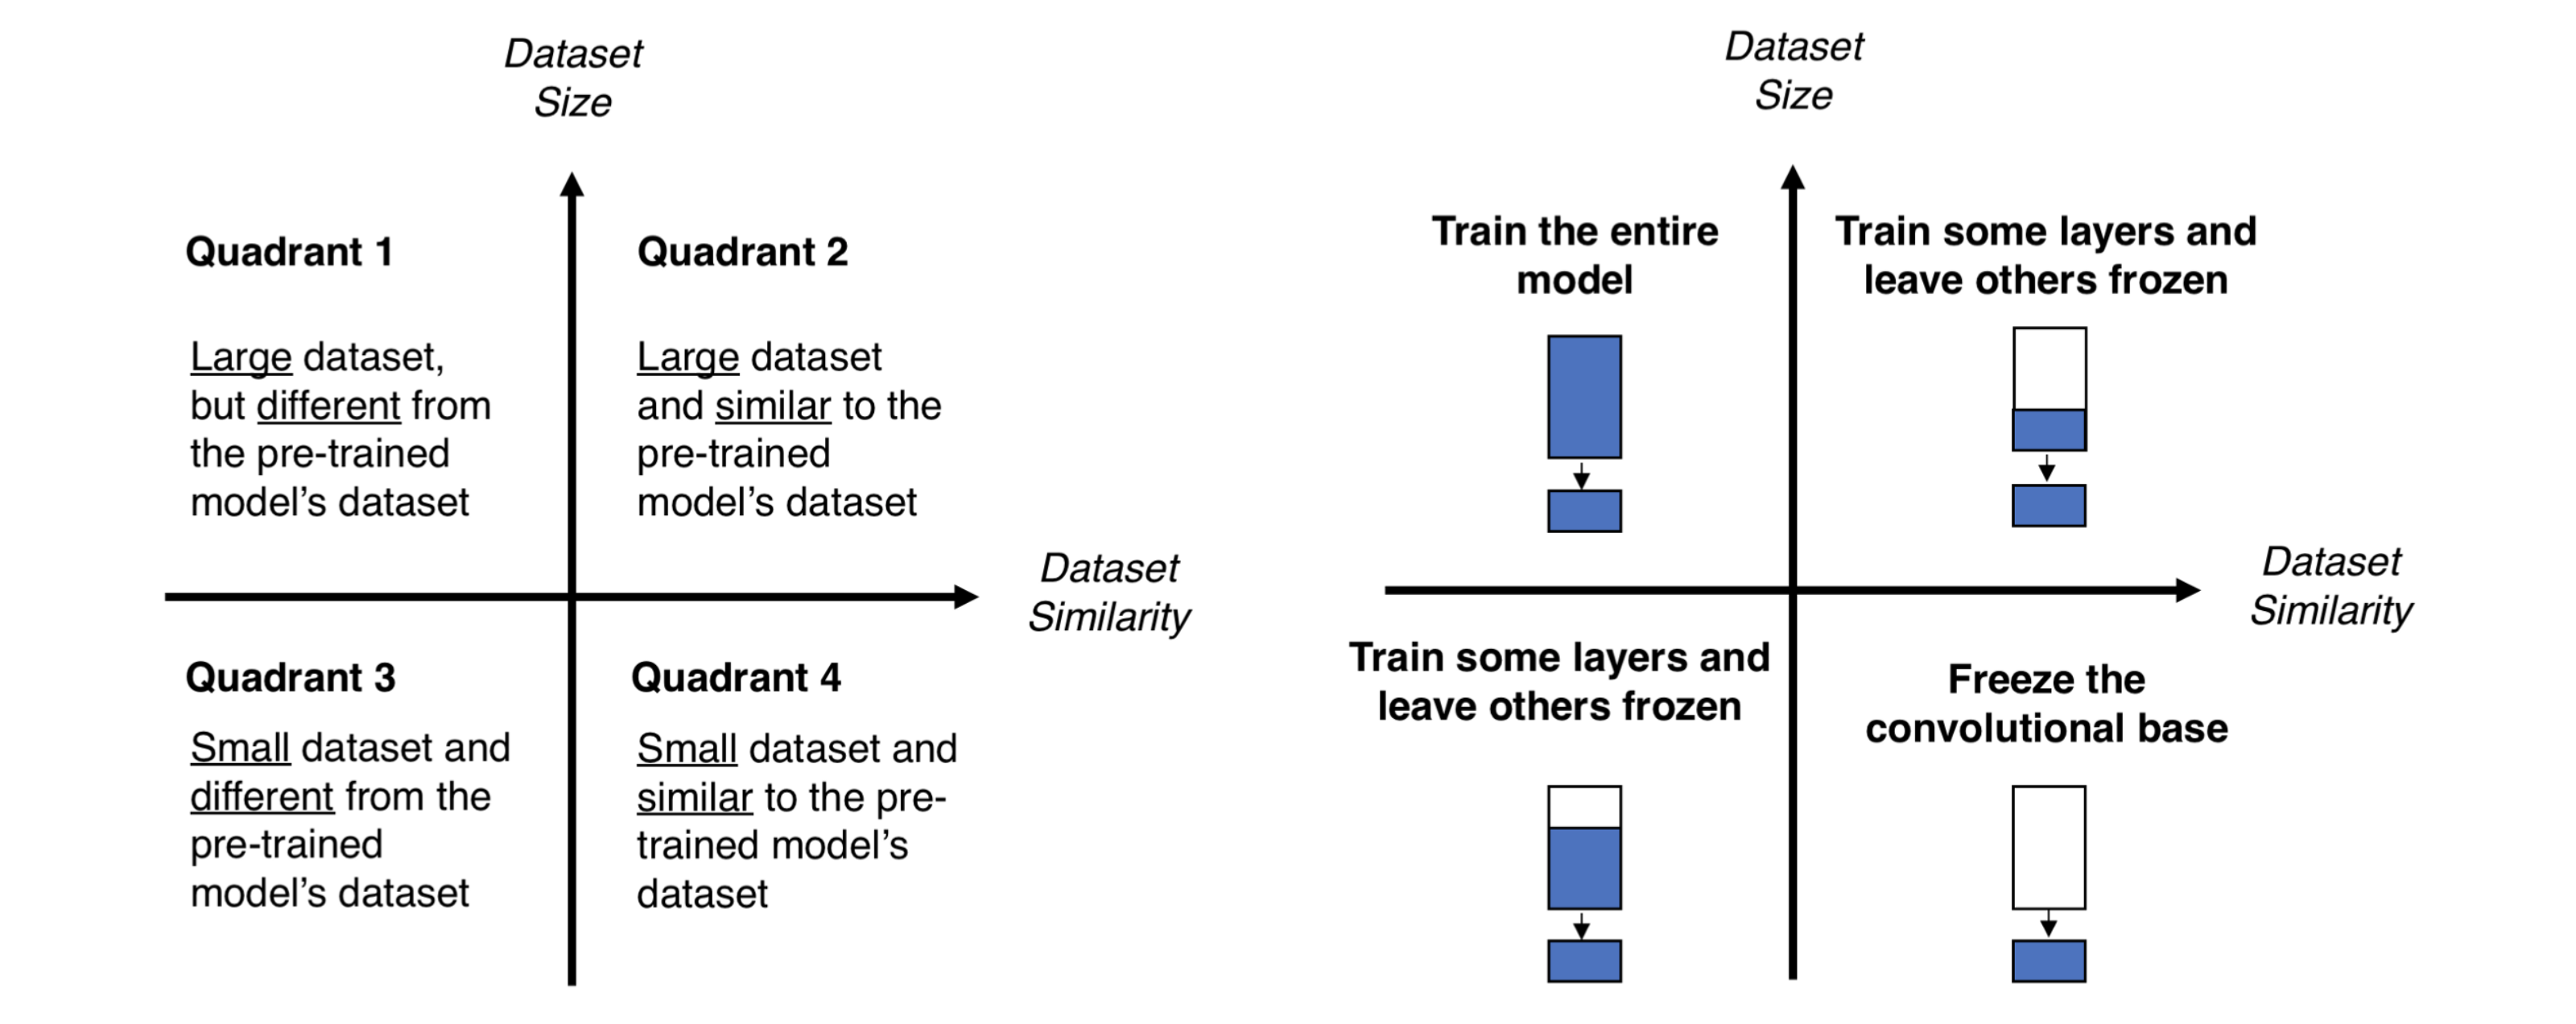 Dataset
Size
Quadrant 1
Large dataset,
but different from
the pre-trained
model's dataset
Quadrant 2
Large dataset
and similar to the
pre-trained
model's dataset
Dataset
Similarity
Quadrant 3
Small dataset and
different from the
pre-trained
model's dataset
Quadrant 4
Small dataset and
similar to the pre-
trained model's
dataset
Dataset
Size
Train the entire
model
Train some layers and
leave others frozen
Dataset
Similarity
Train some layers and
leave others frozen
Freeze the
convolutional base